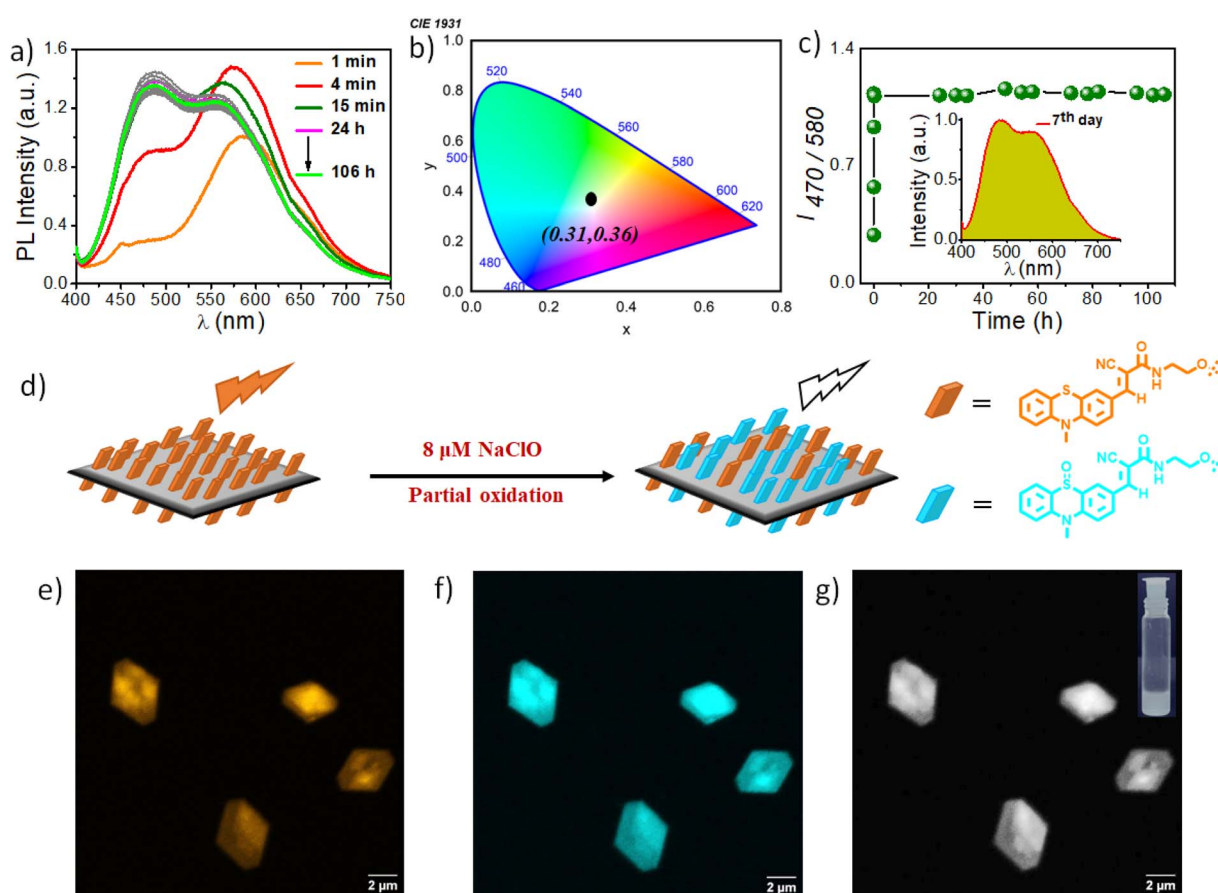 a)
1.6
1.2
0.8
0.4
0.0
400 450 500 550 600 650 700 750
PL Intensity (a.u.)
λ (nm)
1 min
4 min
15 min
24 h
106 h
b)
CIE 1931
1.0
0.8
0.6
0.4
0.2
0.0
y
0.0 0.2 0.4 0.6 0.8
x
520
540
560
580
600
620
500
480
460
(0.31,0.36)
c)
1.4
0.7
0.0
I 470 / 580
0 20 40 60 80 100
Time (h)
1.0
0.5
0.0
Intensity (a.u.)
7th day
400 500 600 700
λ (nm)
d)
8 µM NaClO
Partial oxidation
=
NC O
N
H
O
S
H
N
=
NC O
N
H
O
O
S
H
N
e)
2 µm
f)
2 µm
g)
2 µm